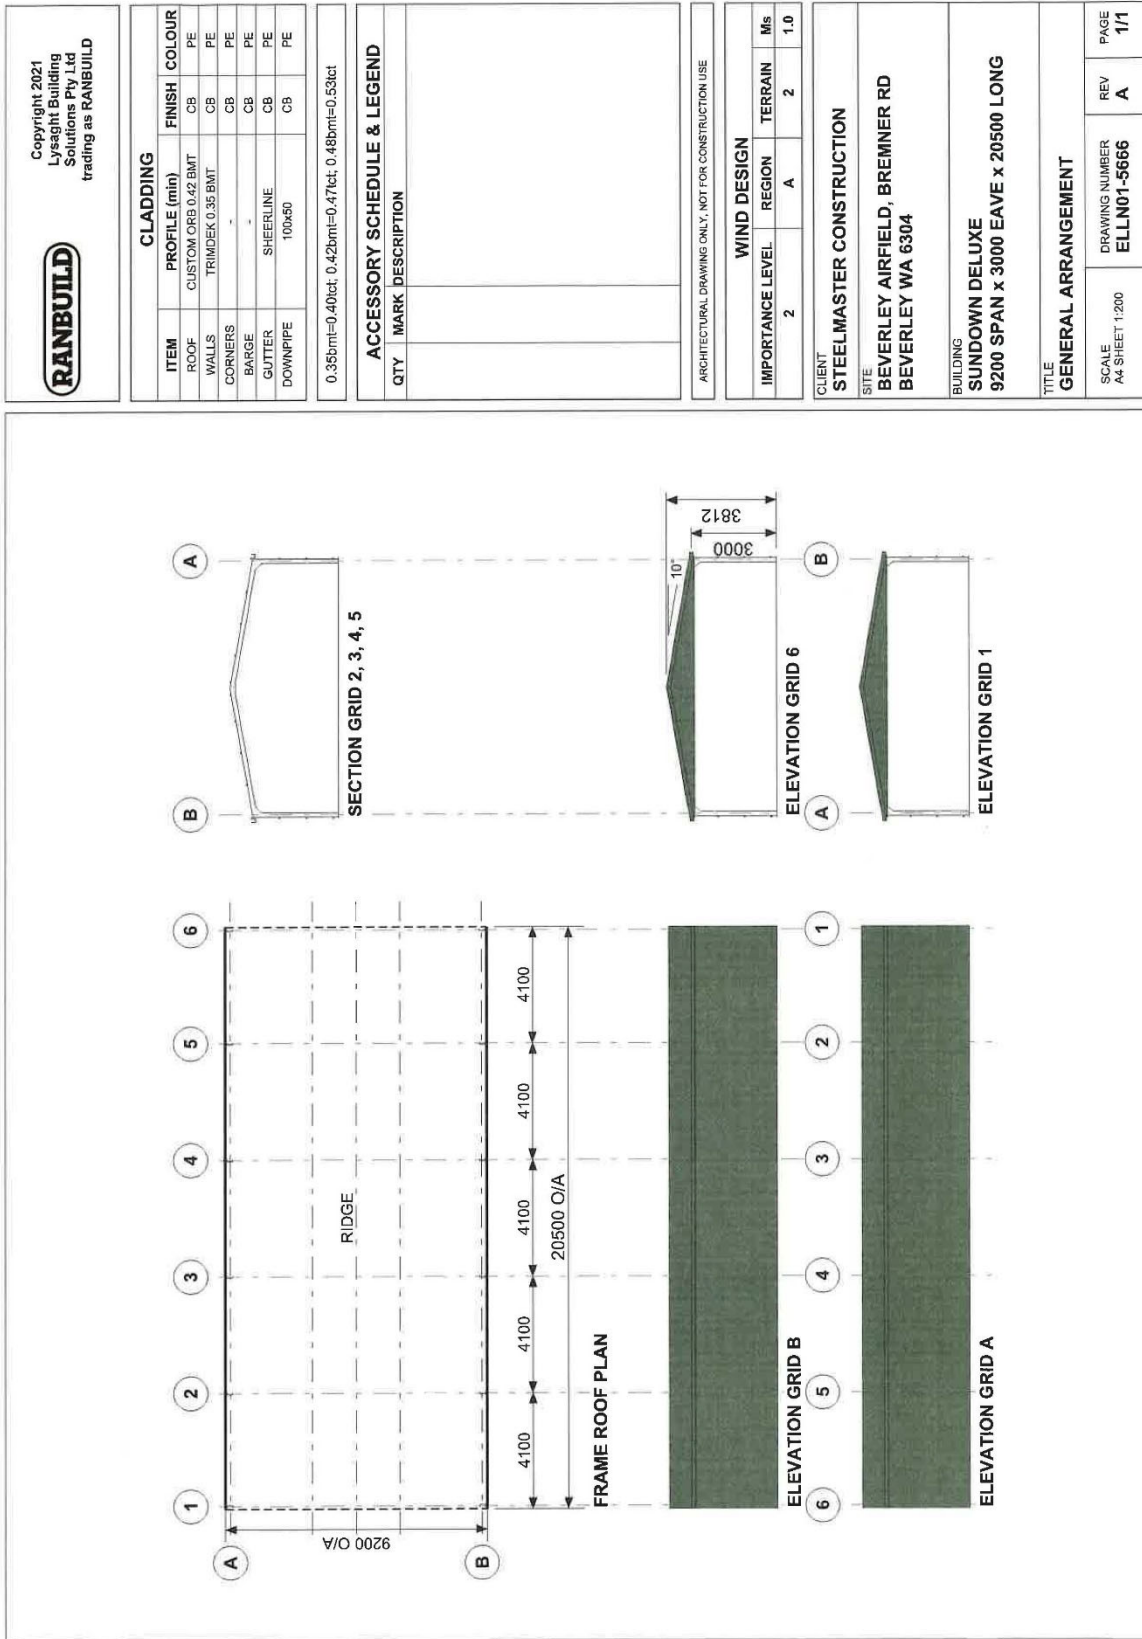 1
2
3
4
5
6
A
RIDGE
9200 O/A
B
4100
4100
4100
4100
4100
20500 O/A
FRAME ROOF PLAN
B
A
SECTION GRID 2, 3, 4, 5
ELEVATION GRID B
10°
3000
3812
ELEVATION GRID 6
6
5
4
3
2
1
A
B
ELEVATION GRID A
ELEVATION GRID 1
RANBUILD
Copyright 2021
Lysaght Building
Solutions Pty Ltd
trading as RANBUILD
CLADDING
ITEM PROFILE (min) FINISH COLOUR
ROOF CUSTOM ORB 0.42 BMT CB PE
WALLS TRIMDEK 0.35 BMT CB PE
CORNERS - CB PE
BARGE - CB PE
GUTTER SHEERLINE CB PE
DOWNPIPE 100x50 CB PE
0.35bmt=0.40tct; 0.42bmt=0.47tct; 0.48bmt=0.53tct
ACCESSORY SCHEDULE & LEGEND
QTY MARK DESCRIPTION
ARCHITECTURAL DRAWING ONLY, NOT FOR CONSTRUCTION USE
WIND DESIGN
IMPORTANCE LEVEL REGION TERRAIN Ms
2 A 2 1.0
CLIENT
STEELMASTER CONSTRUCTION
SITE
BEVERLEY AIRFIELD, BREMNER RD
BEVERLEY WA 6304
BUILDING
SUNDOWN DELUXE
9200 SPAN x 3000 EAVE x 20500 LONG
TITLE
GENERAL ARRANGEMENT
SCALE DRAWING NUMBER REV PAGE
A4 SHEET 1:200 ELLN01-5666 A 1/1